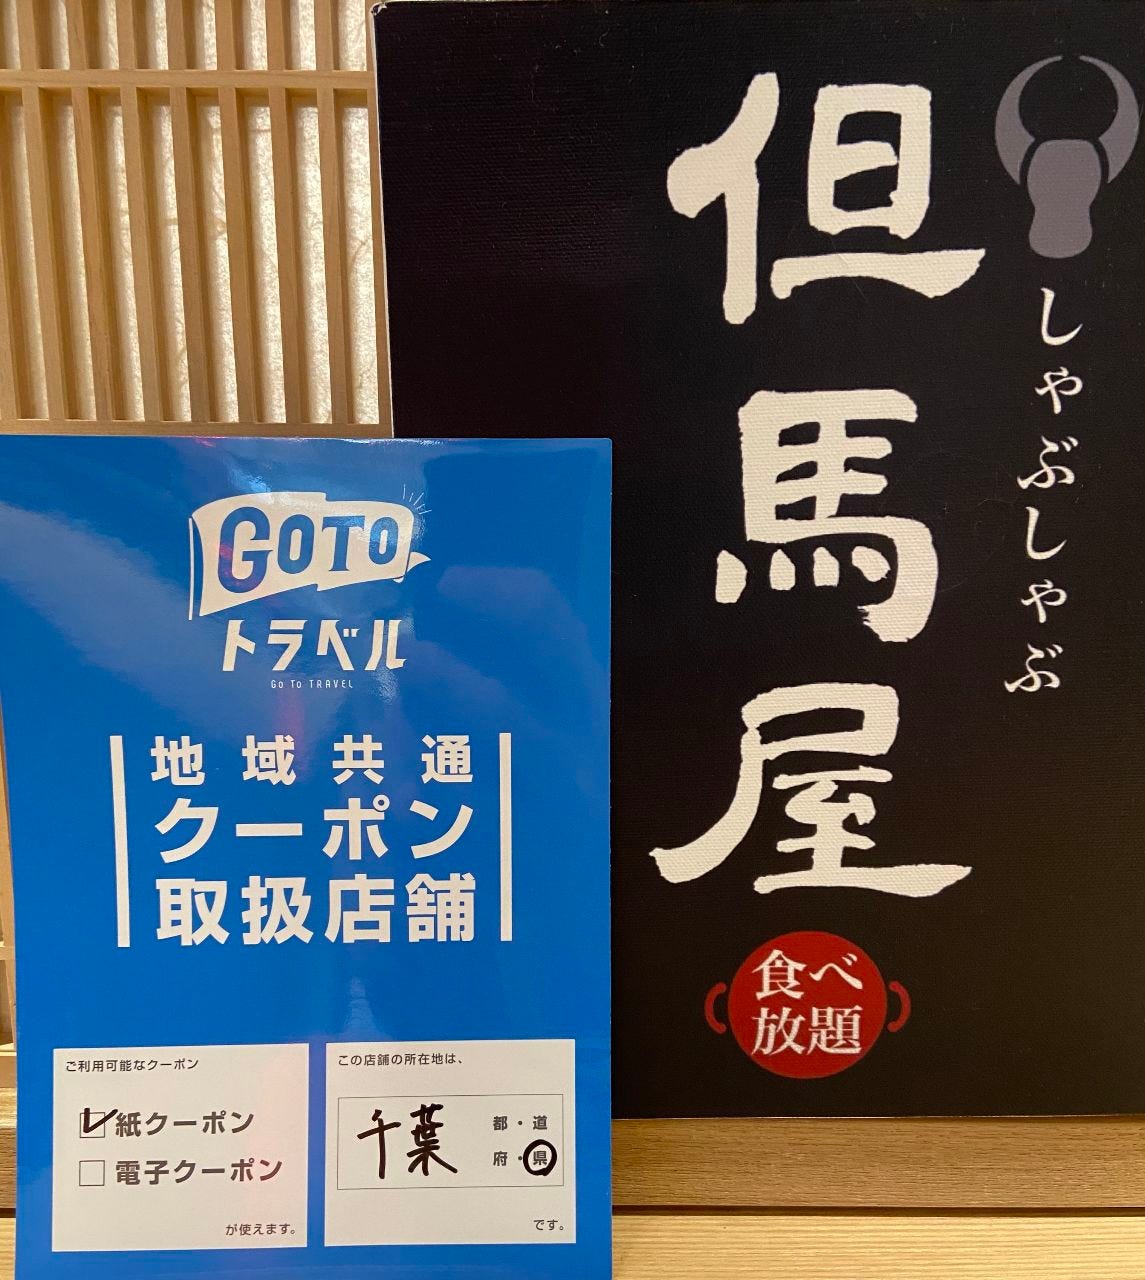 しゃぶしゃぶ
但馬屋
食べ
放題
GOTO
トラベル
GO TO TRAVEL
地域共通
クーポン
取扱店舗
ご利用可能なクーポン
紙クーポン
電子クーポン
が使えます。
この店舗の所在地は、
千葉
都・道
府・県
です。